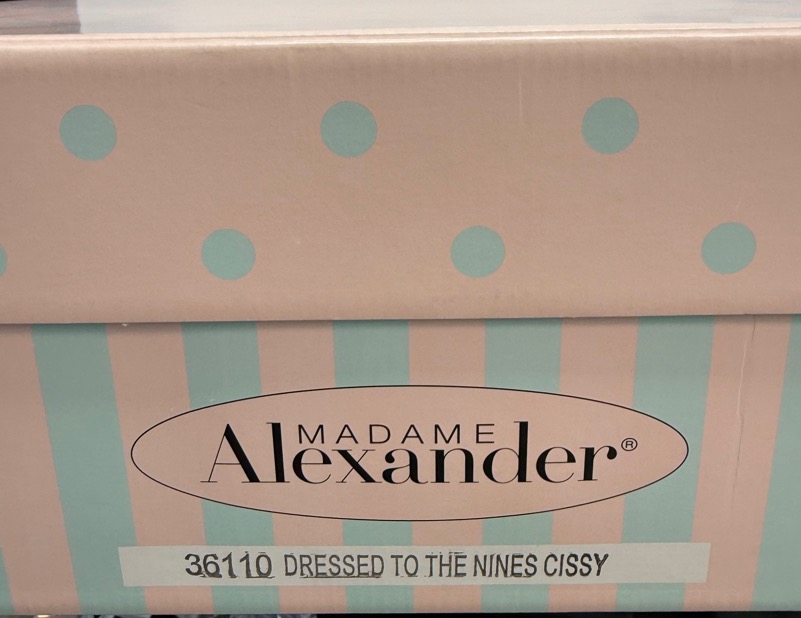 MADAME
Alexander®
36110 DRESSED TO THE NINES CISSY